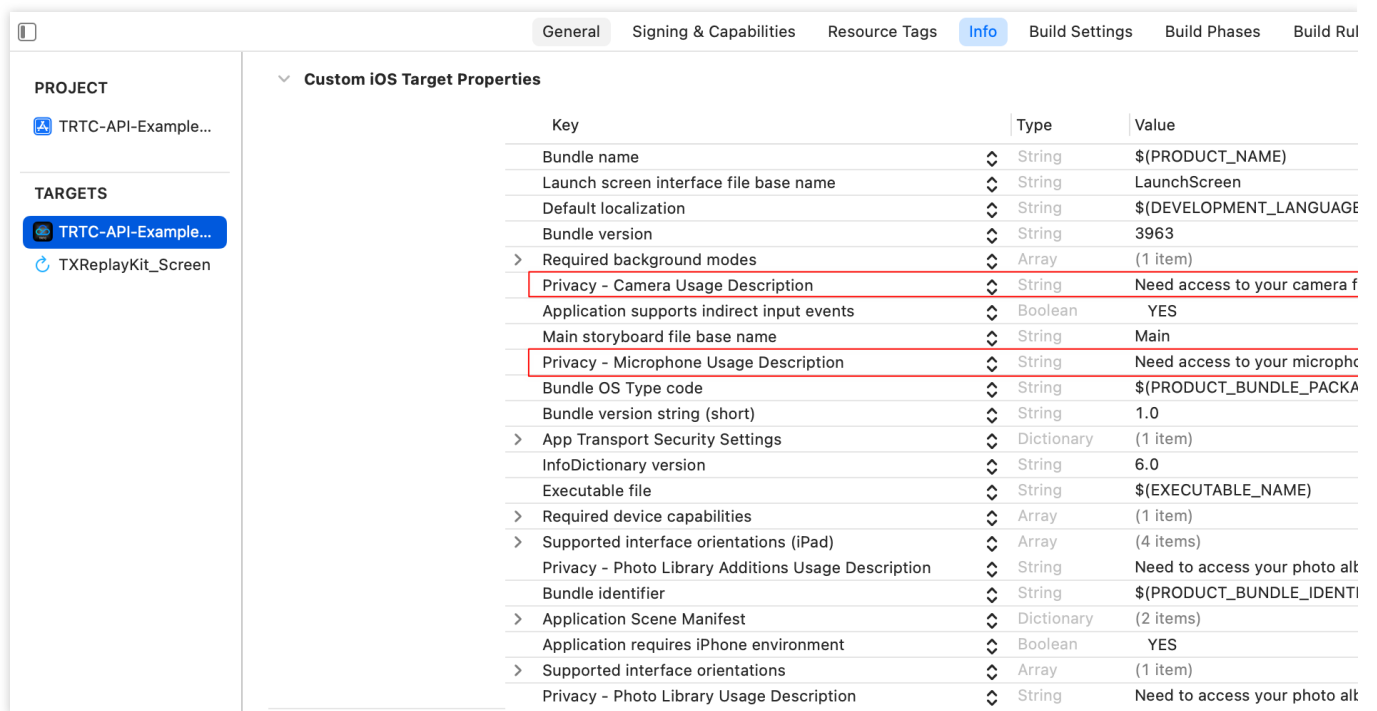 General Signing & Capabilities Resource Tags Info Build Settings Build Phases Build Rul
PROJECT
TRTC-API-Example...
TARGETS
TRTC-API-Example...
TXReplayKit_Screen
Custom iOS Target Properties
Key Type Value
Bundle name String $(PRODUCT_NAME)
Launch screen interface file base name String LaunchScreen
Default localization String $(DEVELOPMENT_LANGUAGE
Bundle version String 3963
Required background modes Array (1 item)
Privacy - Camera Usage Description String Need access to your camera f
Application supports indirect input events Boolean YES
Main storyboard file base name String Main
Privacy - Microphone Usage Description String Need access to your micropho
Bundle OS Type code String $(PRODUCT_BUNDLE_PACKA
Bundle version string (short) String 1.0
App Transport Security Settings Dictionary (1 item)
InfoDictionary version String 6.0
Executable file String $(EXECUTABLE_NAME)
Required device capabilities Array (1 item)
Supported interface orientations (iPad) Array (4 items)
Privacy - Photo Library Additions Usage Description String Need to access your photo alb
Bundle identifier String $(PRODUCT_BUNDLE_IDENTI
Application Scene Manifest Dictionary (2 items)
Application requires iPhone environment Boolean YES
Supported interface orientations Array (1 item)
Privacy - Photo Library Usage Description String Need to access your photo alb